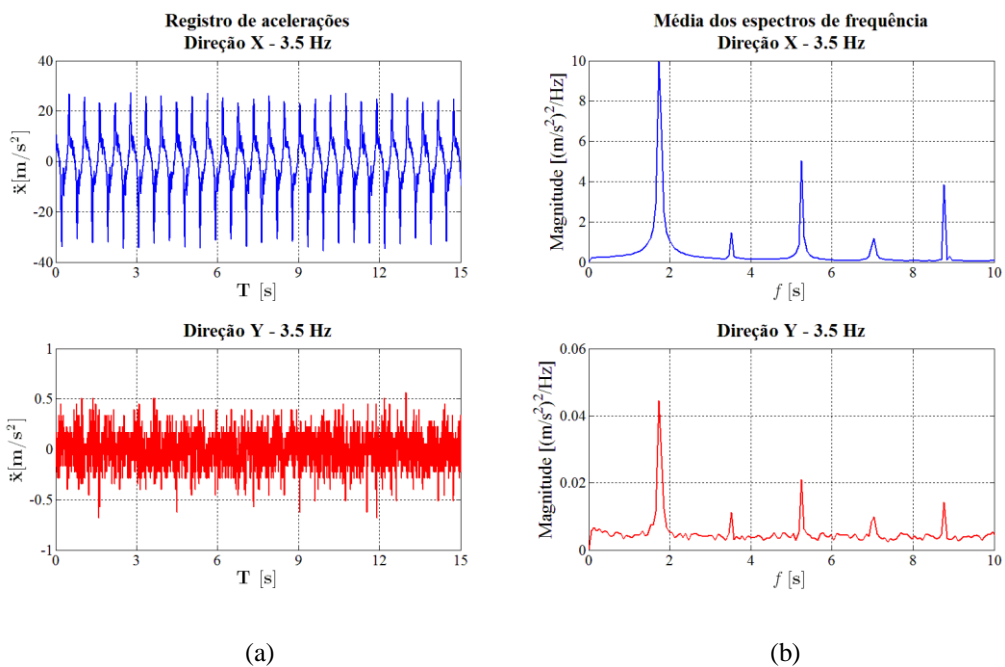 Registro de acelerações
Direção X - 3.5 Hz
40
20
0
-20
-40
ẍ[m/s²]
0
3
6
9
12
15
T [s]
Média dos espectros de frequência
Direção X - 3.5 Hz
10
8
6
4
2
0
Magnitude [(m/s²)²/Hz]
0
2
4
6
8
10
f [s]
Direção Y - 3.5 Hz
1
0.5
0
-0.5
-1
ẍ[m/s²]
0
3
6
9
12
15
T [s]
Direção Y - 3.5 Hz
0.06
0.04
0.02
0
Magnitude [(m/s²)²/Hz]
0
2
4
6
8
10
f [s]
(a)
(b)